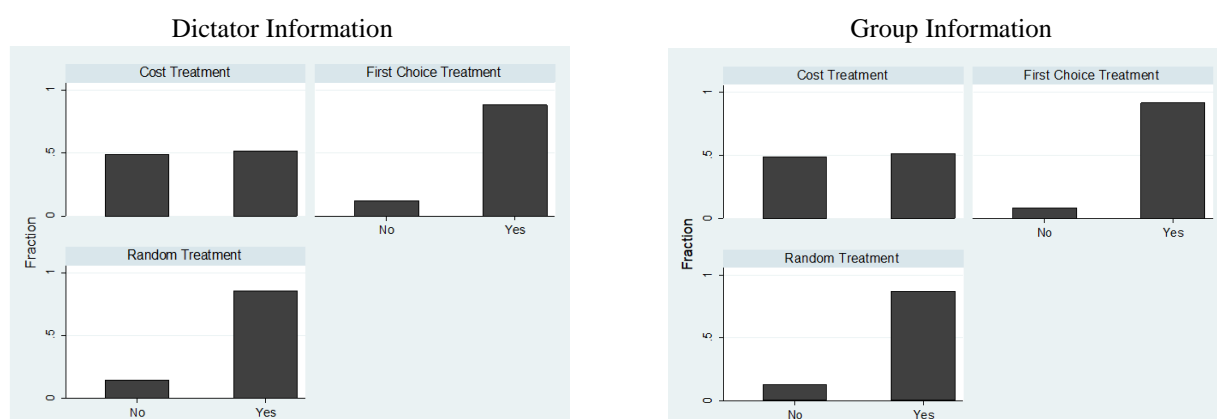 Dictator Information
Cost Treatment
First Choice Treatment
1
.5
0
No
Yes
Random Treatment
1
.5
0
No
Yes
Fraction
Group Information
Cost Treatment
First Choice Treatment
1
.5
0
No
Yes
Random Treatment
1
.5
0
No
Yes
Fraction